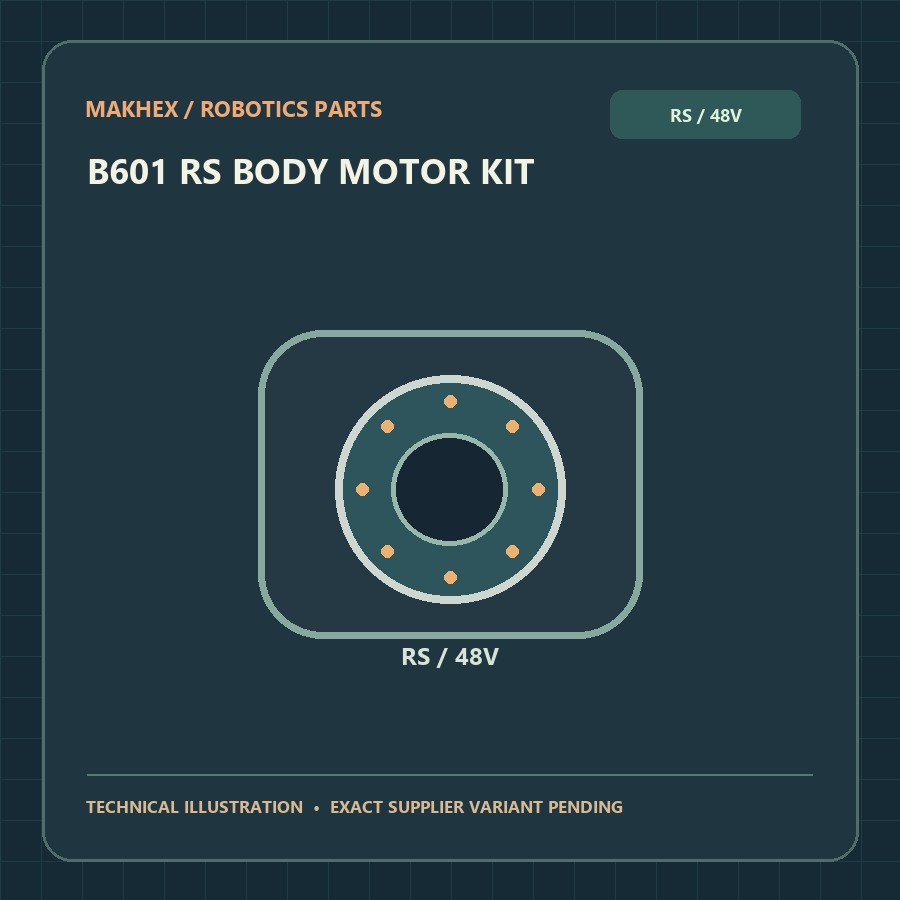 MAKHEX / ROBOTICS PARTS
RS / 48V
B601 RS BODY MOTOR KIT
RS / 48V
TECHNICAL ILLUSTRATION • EXACT SUPPLIER VARIANT PENDING